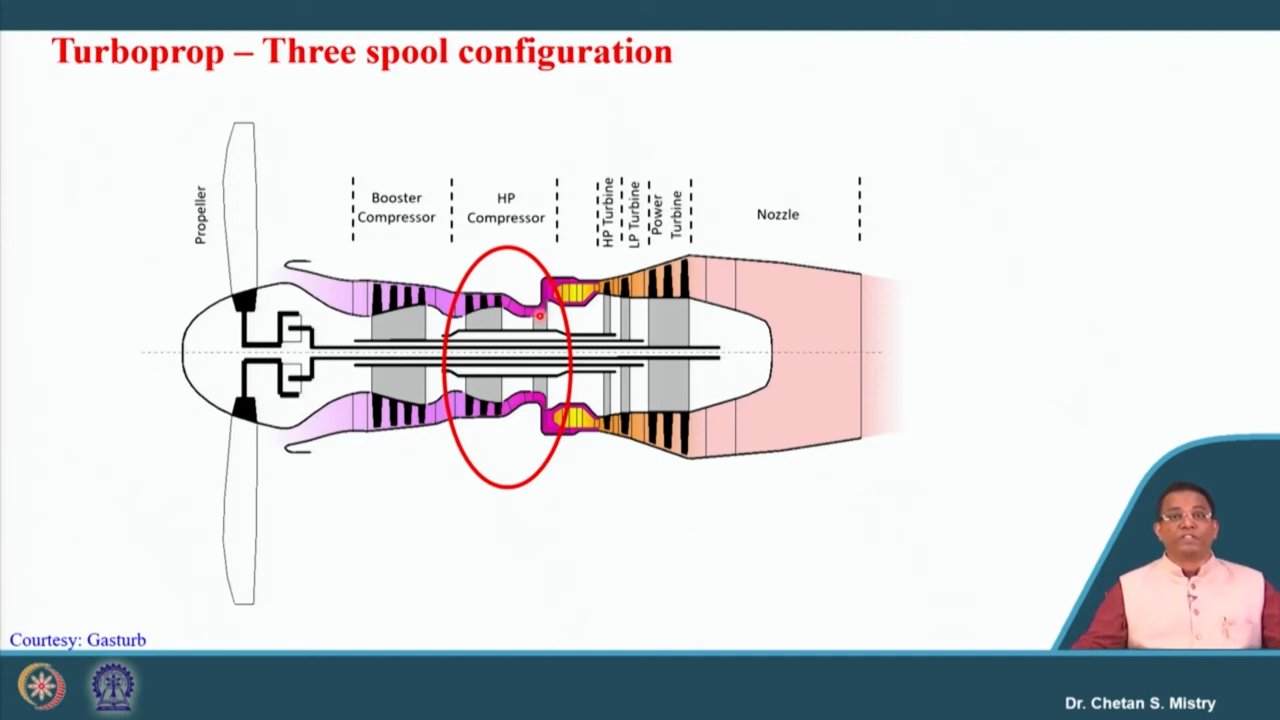 Turboprop – Three spool configuration
Propeller
Booster
Compressor
HP
Compressor
HP Turbine
LP Turbine
Power
Turbine
Nozzle
Courtesy: Gasturb
Dr. Chetan S. Mistry